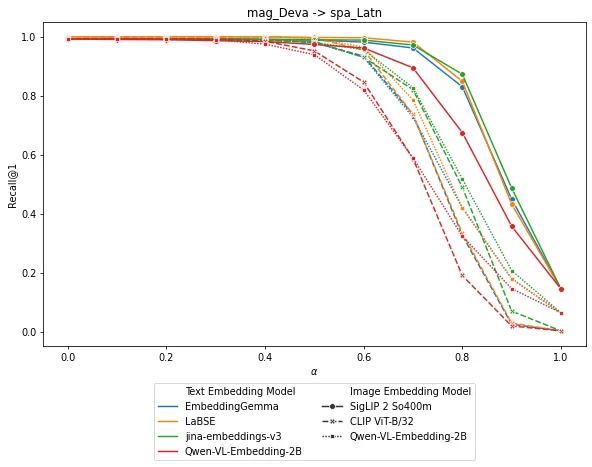 mag_Deva -> spa_Latn
Recall@1
1.0
0.8
0.6
0.4
0.2
0.0
0.0 0.2 0.4 0.6 0.8 1.0
α
Text Embedding Model
EmbeddingGemma
LaBSE
jina-embeddings-v3
Qwen-VL-Embedding-2B
Image Embedding Model
SigLIP 2 So400m
CLIP ViT-B/32
Qwen-VL-Embedding-2B